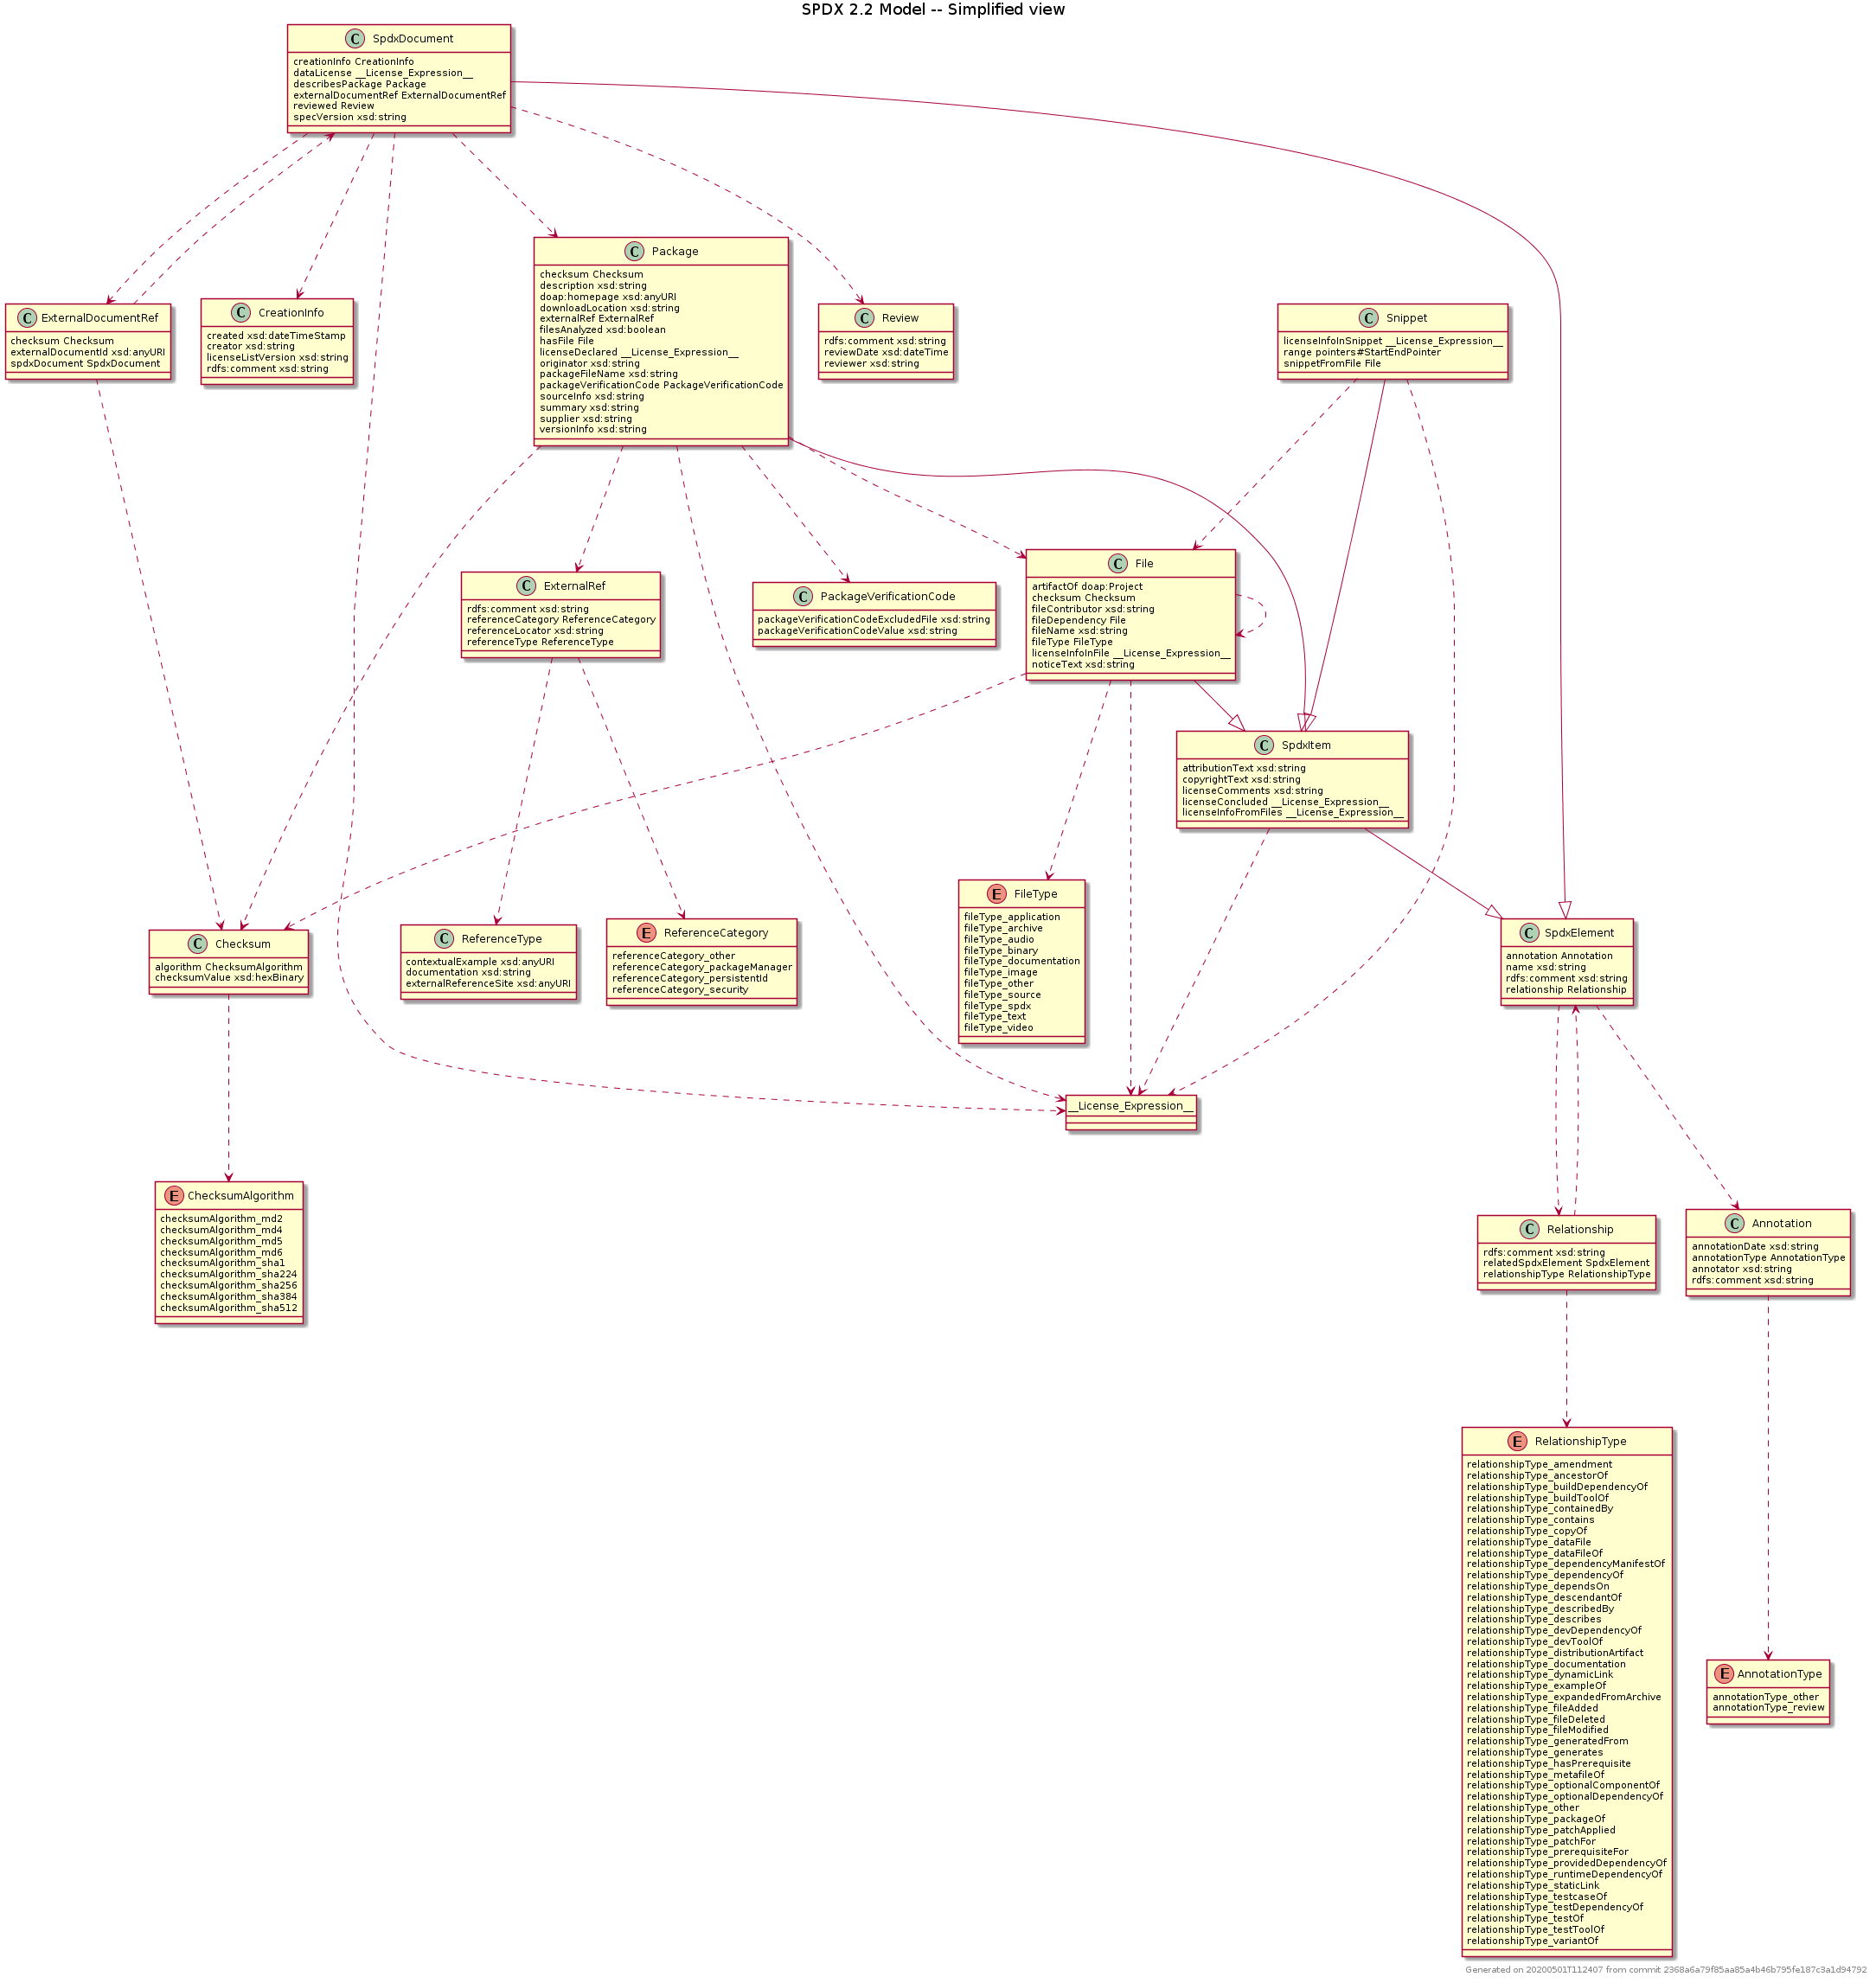 SPDX 2.2 Model -- Simplified view
C SpdxDocument
creationInfo CreationInfo
dataLicense __License_Expression__
describesPackage Package
externalDocumentRef ExternalDocumentRef
reviewed Review
specVersion xsd:string
C Package
checksum Checksum
description xsd:string
doap:homepage xsd:anyURI
downloadLocation xsd:string
externalRef ExternalRef
filesAnalyzed xsd:boolean
hasFile File
licenseDeclared __License_Expression__
originator xsd:string
packageFileName xsd:string
packageVerificationCode PackageVerificationCode
sourceInfo xsd:string
summary xsd:string
supplier xsd:string
versionInfo xsd:string
C ExternalDocumentRef
checksum Checksum
externalDocumentId xsd:anyURI
spdxDocument SpdxDocument
C CreationInfo
created xsd:dateTimeStamp
creator xsd:string
licenseListVersion xsd:string
rdfs:comment xsd:string
C Review
rdfs:comment xsd:string
reviewDate xsd:dateTime
reviewer xsd:string
C Snippet
licenseInfoInSnippet __License_Expression__
range pointers#StartEndPointer
snippetFromFile File
C ExternalRef
rdfs:comment xsd:string
referenceCategory ReferenceCategory
referenceLocator xsd:string
referenceType ReferenceType
C PackageVerificationCode
packageVerificationCodeExcludedFile xsd:string
packageVerificationCodeValue xsd:string
C File
artifactOf doap:Project
checksum Checksum
fileContributor xsd:string
fileDependency File
fileName xsd:string
fileType FileType
licenseInfoInFile __License_Expression__
noticeText xsd:string
C SpdxItem
attributionText xsd:string
copyrightText xsd:string
licenseComments xsd:string
licenseConcluded __License_Expression__
licenseInfoFromFiles __License_Expression__
C Checksum
algorithm ChecksumAlgorithm
checksumValue xsd:hexBinary
C ReferenceType
contextualExample xsd:anyURI
documentation xsd:string
externalReferenceSite xsd:anyURI
E ReferenceCategory
referenceCategory_other
referenceCategory_packageManager
referenceCategory_persistentId
referenceCategory_security
E FileType
fileType_application
fileType_archive
fileType_audio
fileType_binary
fileType_documentation
fileType_image
fileType_other
fileType_source
fileType_spdx
fileType_text
fileType_video
C SpdxElement
annotation Annotation
name xsd:string
rdfs:comment xsd:string
relationship Relationship
__License_Expression__
E ChecksumAlgorithm
checksumAlgorithm_md2
checksumAlgorithm_md4
checksumAlgorithm_md5
checksumAlgorithm_md6
checksumAlgorithm_sha1
checksumAlgorithm_sha224
checksumAlgorithm_sha256
checksumAlgorithm_sha384
checksumAlgorithm_sha512
C Relationship
rdfs:comment xsd:string
relatedSpdxElement SpdxElement
relationshipType RelationshipType
C Annotation
annotationDate xsd:string
annotationType AnnotationType
annotator xsd:string
rdfs:comment xsd:string
E RelationshipType
relationshipType_amendment
relationshipType_ancestorOf
relationshipType_buildDependencyOf
relationshipType_buildToolOf
relationshipType_containedBy
relationshipType_contains
relationshipType_copyOf
relationshipType_dataFile
relationshipType_dataFileOf
relationshipType_dependencyManifestOf
relationshipType_dependencyOf
relationshipType_dependsOn
relationshipType_descendantOf
relationshipType_describedBy
relationshipType_describes
relationshipType_devDependencyOf
relationshipType_devToolOf
relationshipType_distributionArtifact
relationshipType_documentation
relationshipType_dynamicLink
relationshipType_exampleOf
relationshipType_expandedFromArchive
relationshipType_fileAdded
relationshipType_fileDeleted
relationshipType_fileModified
relationshipType_generatedFrom
relationshipType_generates
relationshipType_hasPrerequisite
relationshipType_metafileOf
relationshipType_optionalComponentOf
relationshipType_optionalDependencyOf
relationshipType_other
relationshipType_packageOf
relationshipType_patchApplied
relationshipType_patchFor
relationshipType_prerequisiteFor
relationshipType_providedDependencyOf
relationshipType_runtimeDependencyOf
relationshipType_staticLink
relationshipType_testcaseOf
relationshipType_testDependencyOf
relationshipType_testOf
relationshipType_testToolOf
relationshipType_variantOf
E AnnotationType
annotationType_other
annotationType_review
Generated on 20200501T112407 from commit 2368a6a79f85aa85a4b46b795fe187c3a1d94792